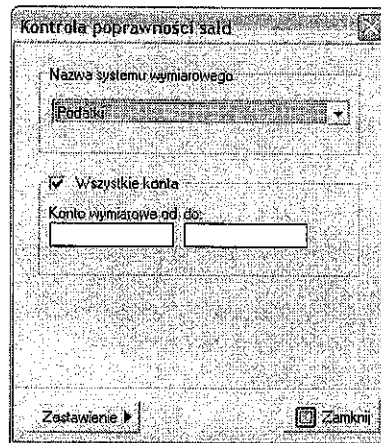 Kontrola poprawności sald
Nazwa systemu wymiarowego
Podatki
Wszystkie konta
Konto wymiarowe od, do:
Zestawienie
Zamknij